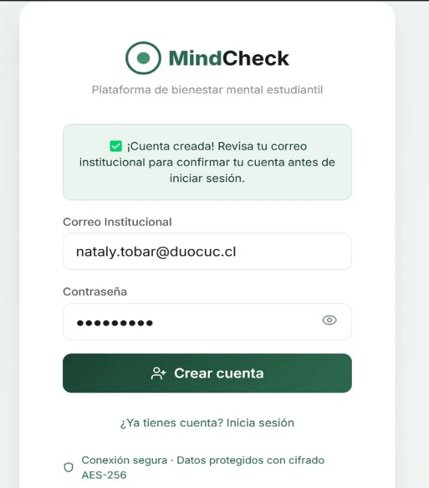 MindCheck
Plataforma de bienestar mental estudiantil
✅ ¡Cuenta creada! Revisa tu correo
institucional para confirmar tu cuenta antes de
iniciar sesión.
Correo Institucional
nataly.tobar@duocuc.cl
Contraseña
●●●●●●●●●
Crear cuenta
¿Ya tienes cuenta? Inicia sesión
Conexión segura · Datos protegidos con cifrado
AES-256